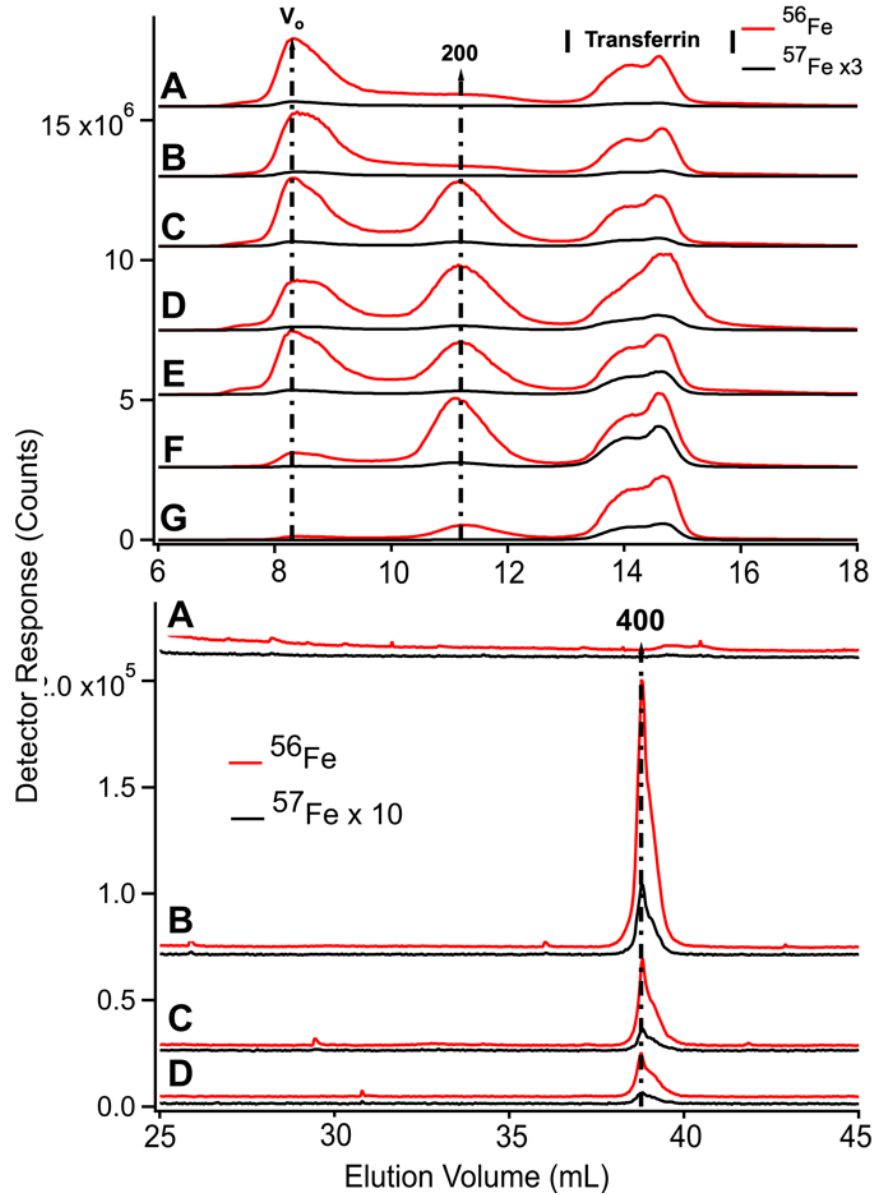 Vo
200
Transferrin
56Fe
57Fe x3
A
15 x10^6
B
C
10
D
E
5
F
G
0
6 8 10 12 14 16 18
Detector Response (Counts)
A
400
.0 x10^5
56Fe
57Fe x 10
1.5
1.0
B
0.5
C
D
0.0
25 30 35 40 45
Elution Volume (mL)